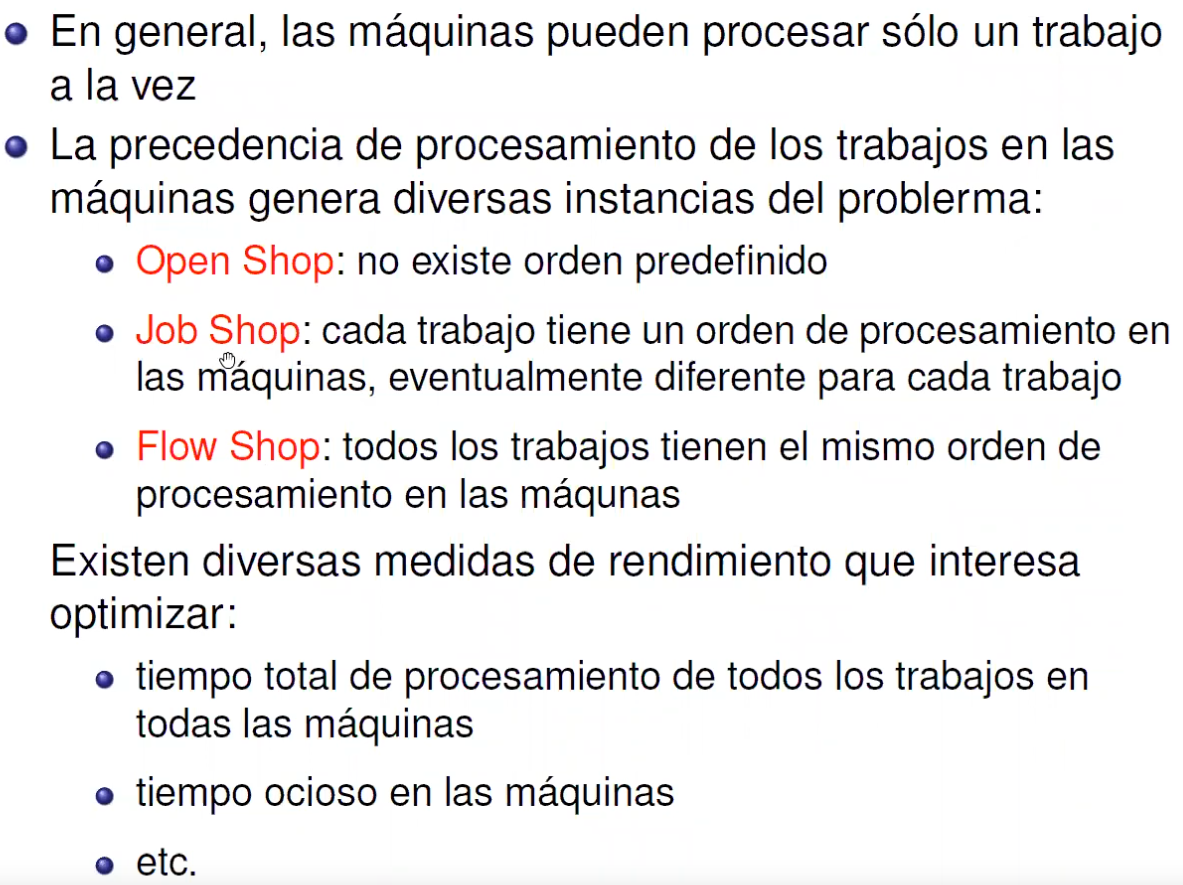 En general, las máquinas pueden procesar sólo un trabajo
a la vez
La precedencia de procesamiento de los trabajos en las
máquinas genera diversas instancias del problerma:
Open Shop: no existe orden predefinido
Job Shop: cada trabajo tiene un orden de procesamiento en
las máquinas, eventualmente diferente para cada trabajo
Flow Shop: todos los trabajos tienen el mismo orden de
procesamiento en las máqunas
Existen diversas medidas de rendimiento que interesa
optimizar:
tiempo total de procesamiento de todos los trabajos en
todas las máquinas
tiempo ocioso en las máquinas
etc.